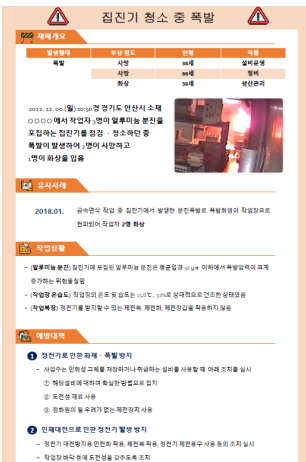 집진기 청소 중 폭발
재해개요
발생형태 부상 정도 연령 직종
폭발 사망 56세 설비운영
사망 66세 정비
화상 36세 생산관리
2022. 12. 00.(월) 10:50경 경기도 안산시 소재
○○○○에서 작업자 3명이 알루미늄 분진을
포집하는 집진기를 점검ㆍ청소하던 중
폭발이 발생하여 2명이 사망하고
1명이 화상을 입음
유사사례
2018.01. 금속연삭 작업 중 집진기에서 발생한 분진폭발로 폭발화염이 작업장으로
전파되어 작업자 2명 화상
작업상황
- (알루미늄 분진) 집진기에 포집된 알루미늄 분진은 평균입경 50㎛ 이하에서 폭발압력이 크게
증가하는 위험물질임
- (작업장 온습도) 작업장의 온도 및 습도는 15.8℃, 30%로 상대적으로 건조한 상태였음
- (작업복장) 정전기를 방지할 수 있는 제전복, 제전화, 제전장갑을 착용하지 않음
예방대책
1 정전기로 인한 화재ㆍ폭발 방지
- 사업주는 인화성 고체를 저장하거나 취급하는 설비를 사용할 때 아래 조치를 실시
① 해당설비에 대하여 확실한 방법으로 접지
② 도전성 재료 사용
③ 점화원이 될 우려가 없는 제전장치 사용
2 인체대전으로 인한 정전기 발생 방지
- 정전기 대전방지용 안전화 착용, 제전복 착용, 정전기 제전용구 사용 등의 조치 실시
- 작업장 바닥 등에 도전성을 갖추도록 조치